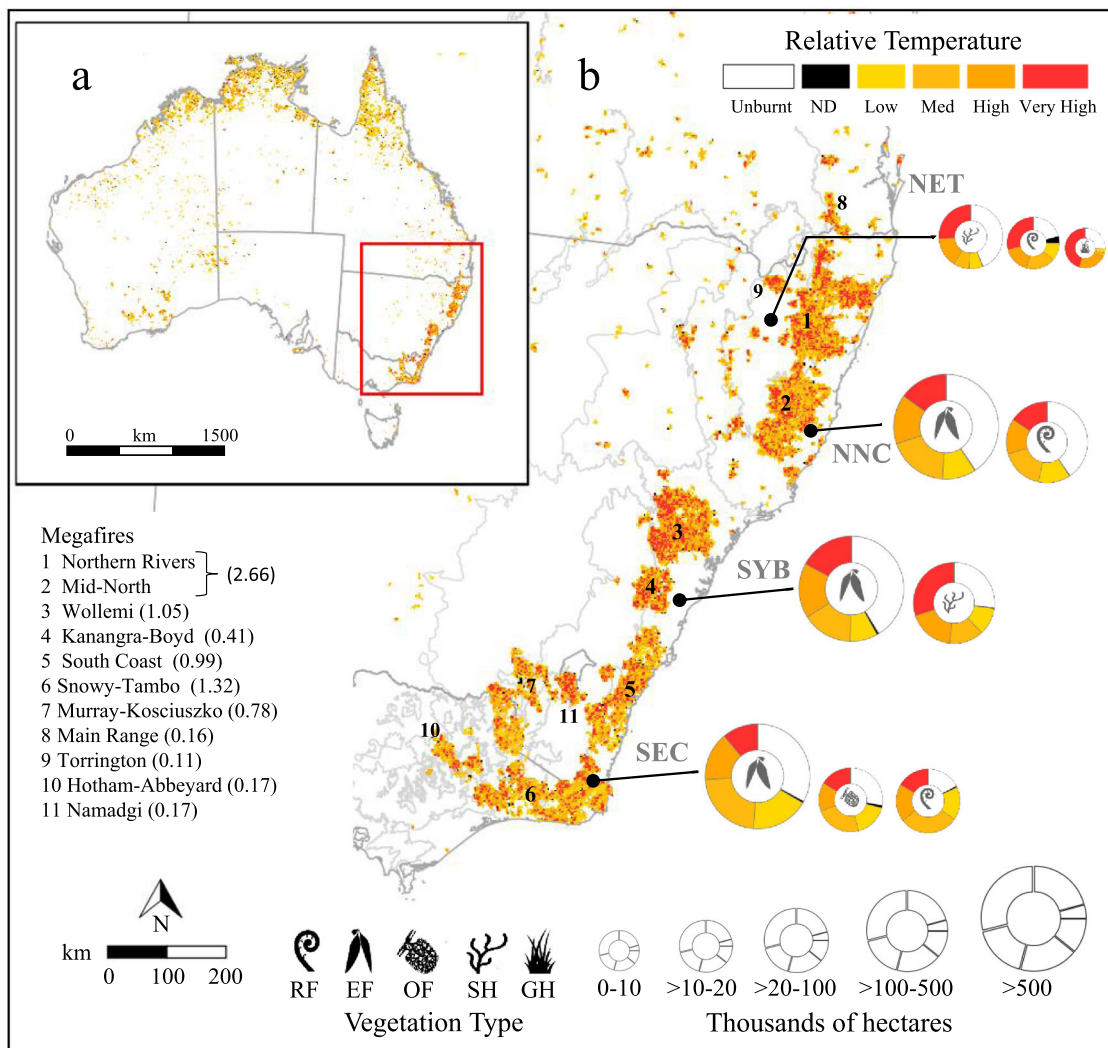 a
b
Relative Temperature
Unburnt ND Low Med High Very High
NET
8
9
1
2
NNC
0 km 1500
3
SYB
4
5
7
11
10
SEC
6
Megafires
1 Northern Rivers
2 Mid-North
(2.66)
3 Wollemi (1.05)
4 Kanangra-Boyd (0.41)
5 South Coast (0.99)
6 Snowy-Tambo (1.32)
7 Murray-Kosciuszko (0.78)
8 Main Range (0.16)
9 Torrington (0.11)
10 Hotham-Abbeyard (0.17)
11 Namadgi (0.17)
N
km
0 100 200
RF EF OF SH GH
Vegetation Type
0-10 >10-20 >20-100 >100-500 >500
Thousands of hectares